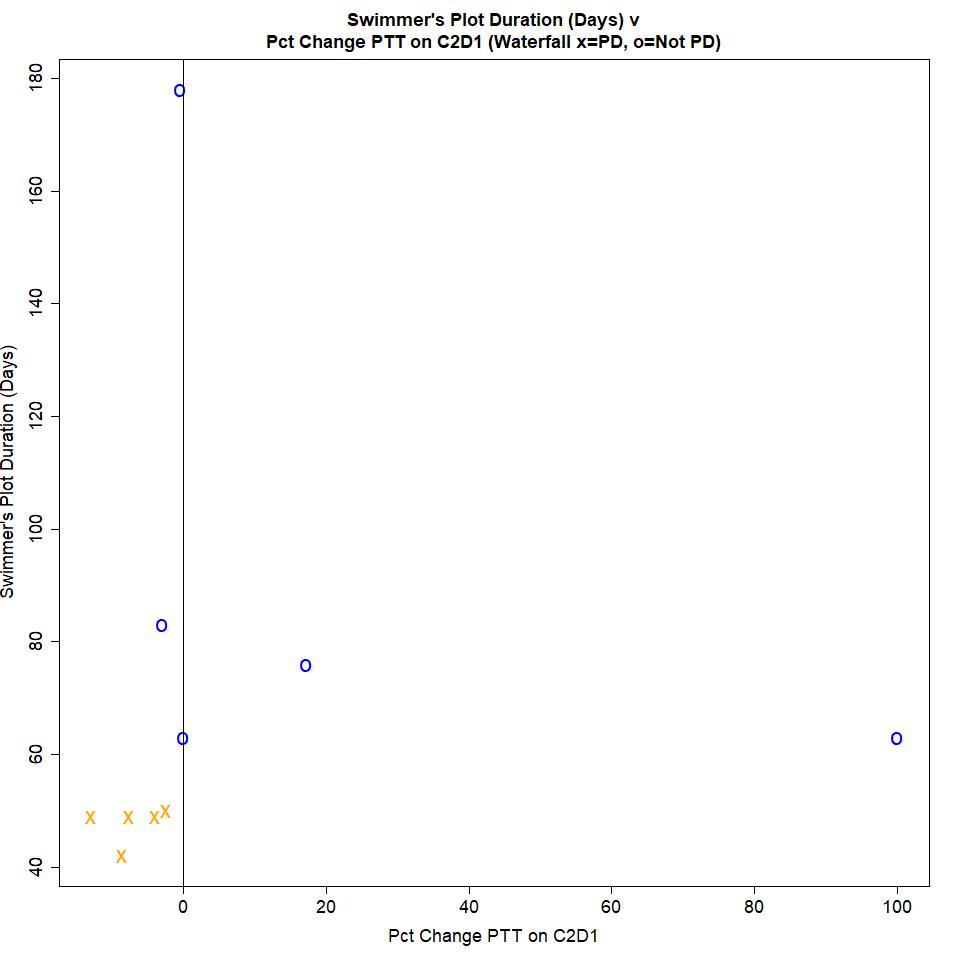 Swimmer's Plot Duration (Days) v
Pct Change PTT on C2D1 (Waterfall x=PD, o=Not PD)
Swimmer's Plot Duration (Days)
180
160
140
120
100
80
60
40
O
O
O
O
O
X
X
X
X
X
0
20
40
60
80
100
Pct Change PTT on C2D1